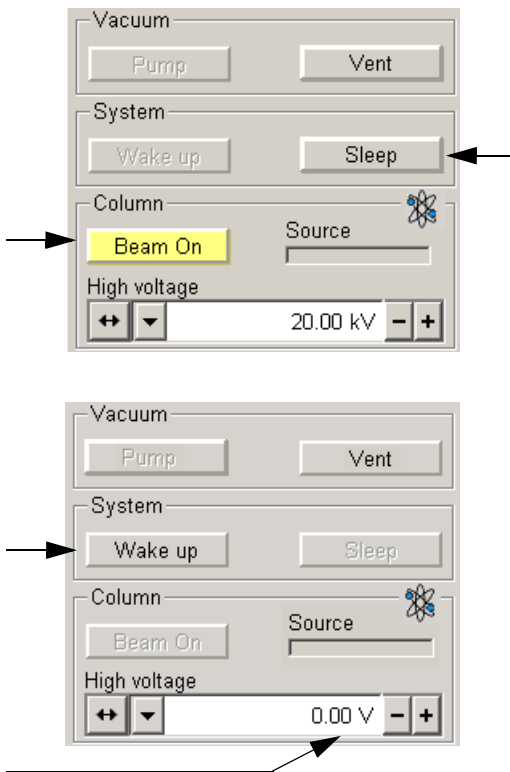 Vacuum
Pump Vent
System
Wake up Sleep
Column
Beam On Source
High voltage
20.00 kV - +
Vacuum
Pump Vent
System
Wake up Sleep
Column
Beam On Source
High voltage
0.00 V - +